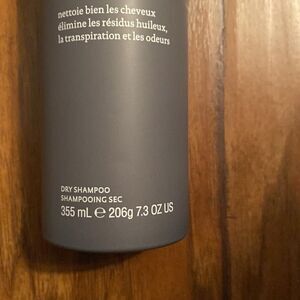 nettoie bien les cheveux
élimine les résidus huileux,
la transpiration et les odeurs
DRY SHAMPOO
SHAMPOOING SEC
355 mL ℮ 206g 7.3 OZ US